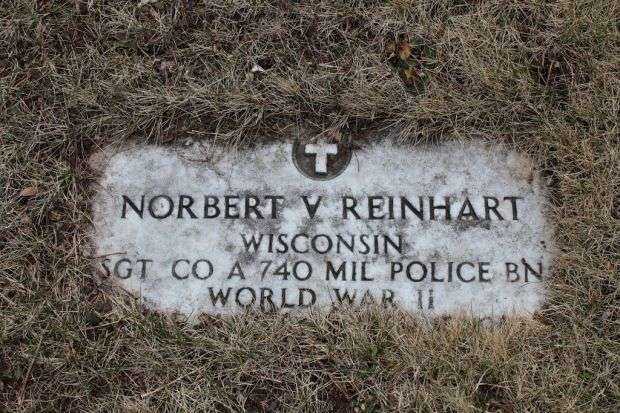 NORBERT V REINHART
WISCONSIN
SGT CO A 740 MIL POLICE BN
WORLD WAR II